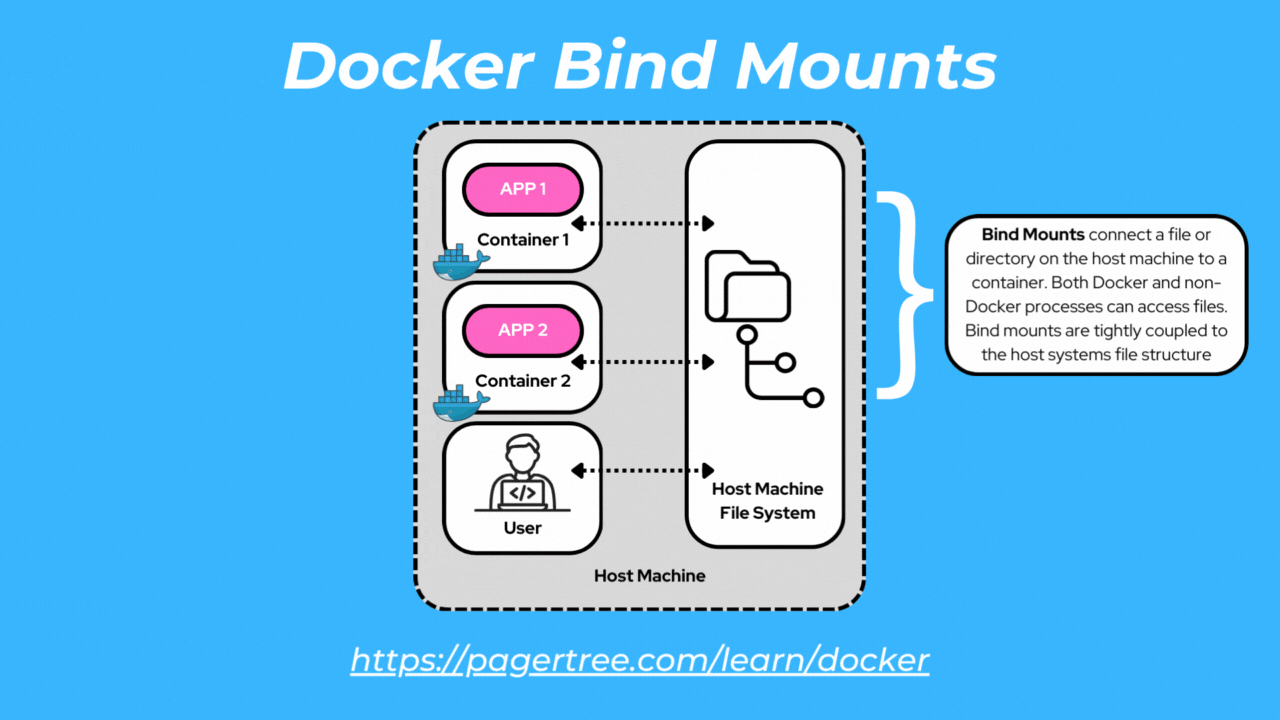 Docker Bind Mounts
APP 1
Container 1
APP 2
Container 2
</>
User
Host Machine
File System
Host Machine
Bind Mounts connect a file or
directory on the host machine to a
container. Both Docker and non-
Docker processes can access files.
Bind mounts are tightly coupled to
the host systems file structure
https://pagertree.com/learn/docker